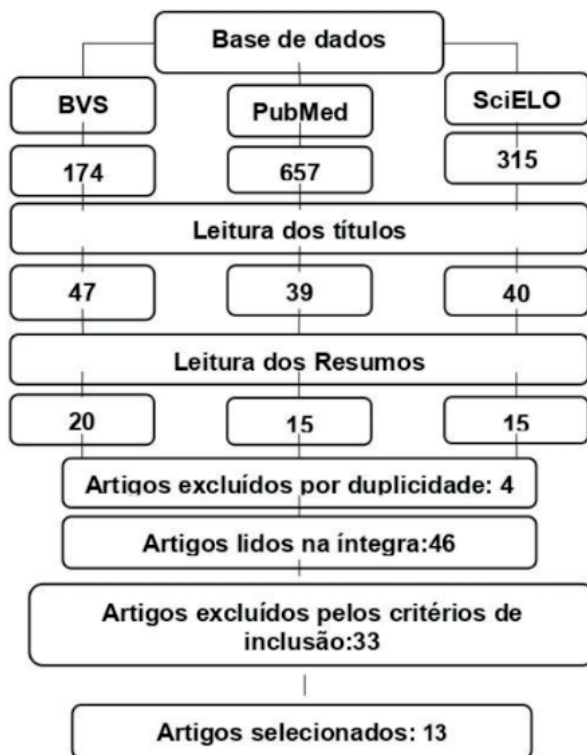 Base de dados
BVS
PubMed
SciELO
174
657
315
Leitura dos títulos
47
39
40
Leitura dos Resumos
20
15
15
Artigos excluídos por duplicidade: 4
Artigos lidos na íntegra:46
Artigos excluídos pelos critérios de
inclusão:33
Artigos selecionados: 13